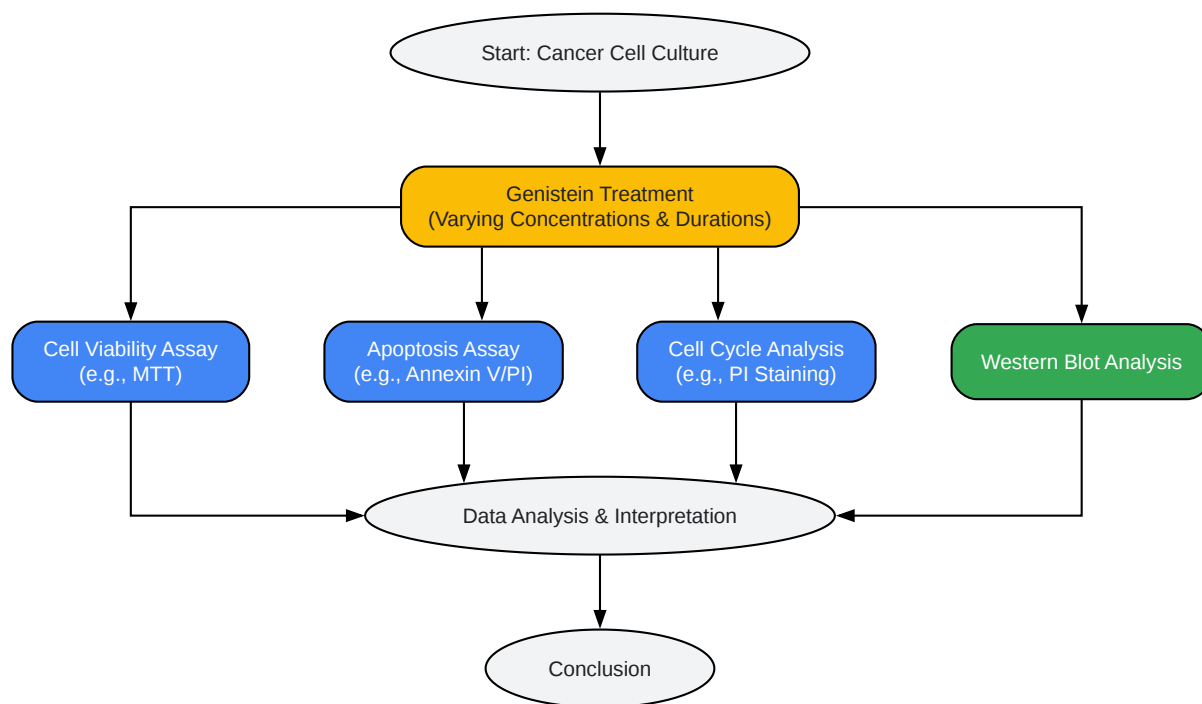 Start: Cancer Cell Culture
Genistein Treatment
(Varying Concentrations & Durations)
Cell Viability Assay
(e.g., MTT)
Apoptosis Assay
(e.g., Annexin V/PI)
Cell Cycle Analysis
(e.g., PI Staining)
Western Blot Analysis
Data Analysis & Interpretation
Conclusion